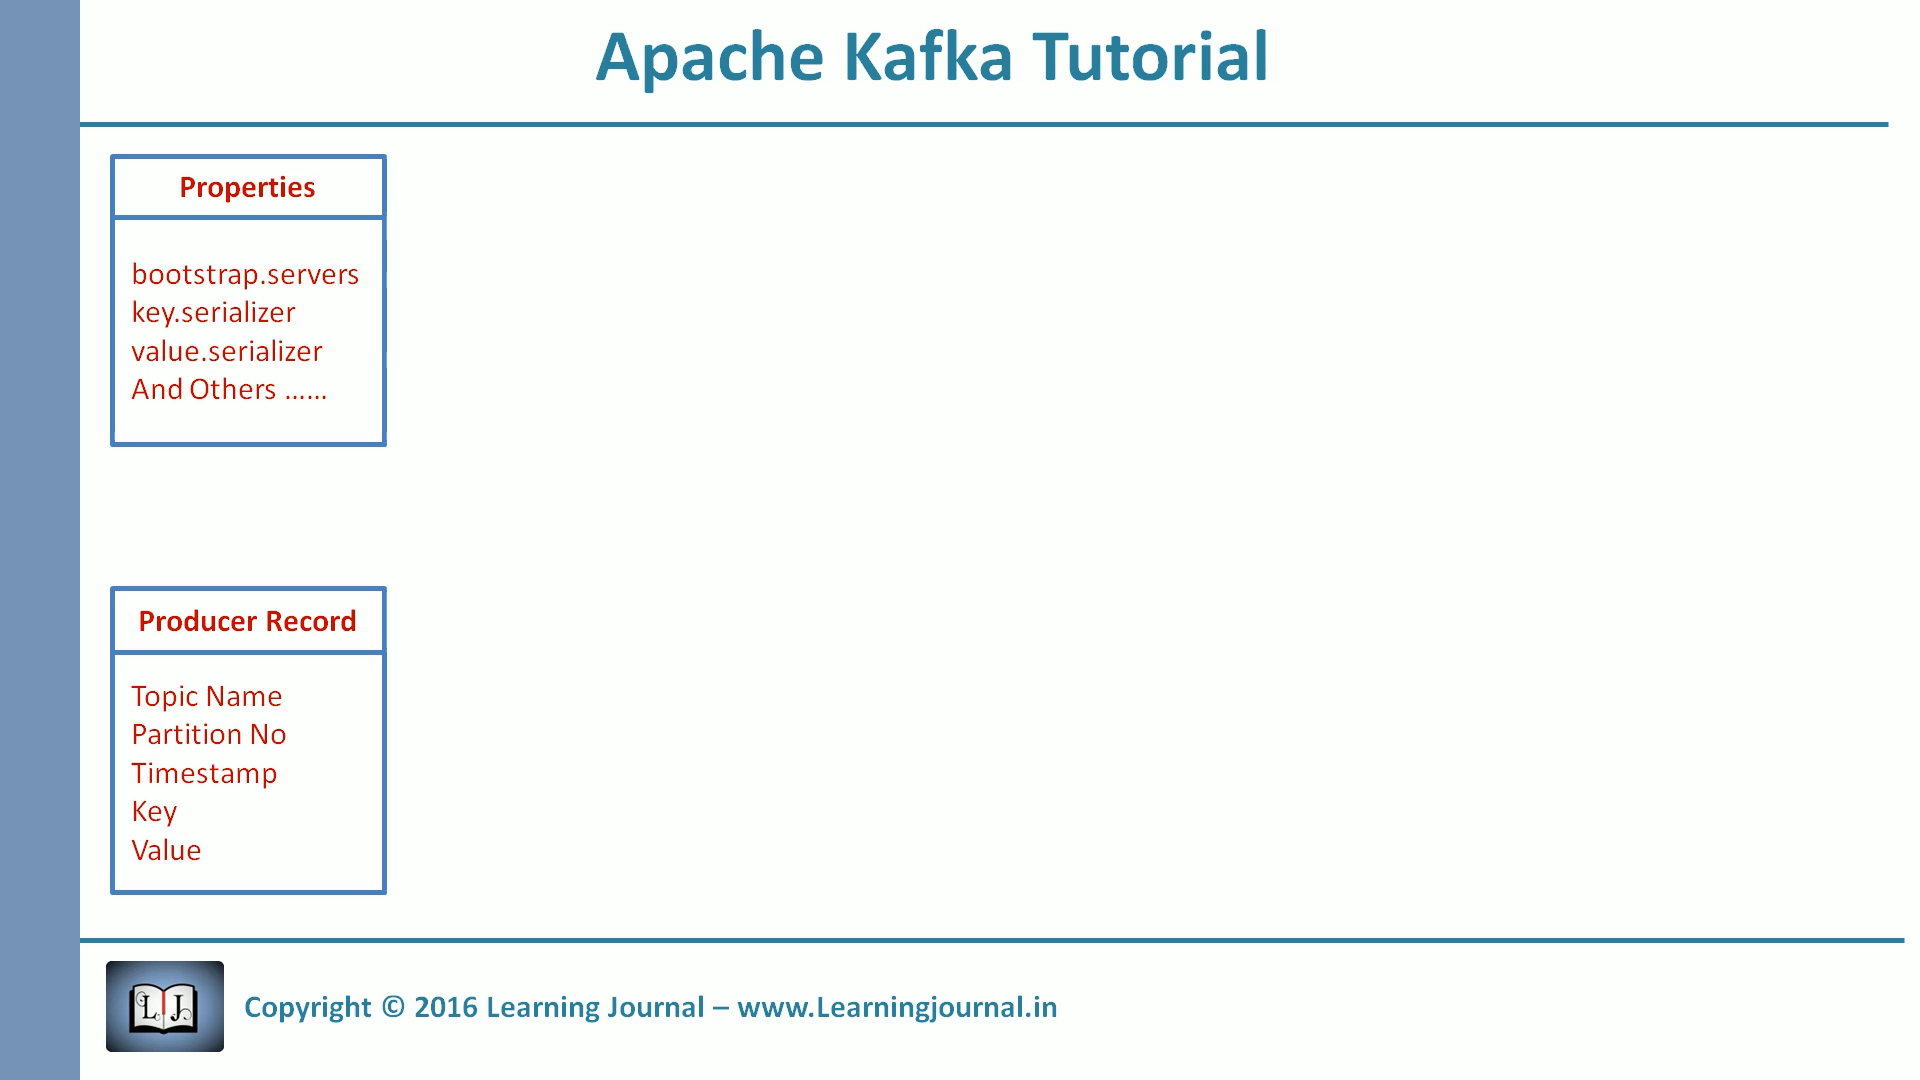 Apache Kafka Tutorial
Properties
bootstrap.servers
key.serializer
value.serializer
And Others ......
Producer Record
Topic Name
Partition No
Timestamp
Key
Value
L J
Copyright © 2016 Learning Journal – www.Learningjournal.in